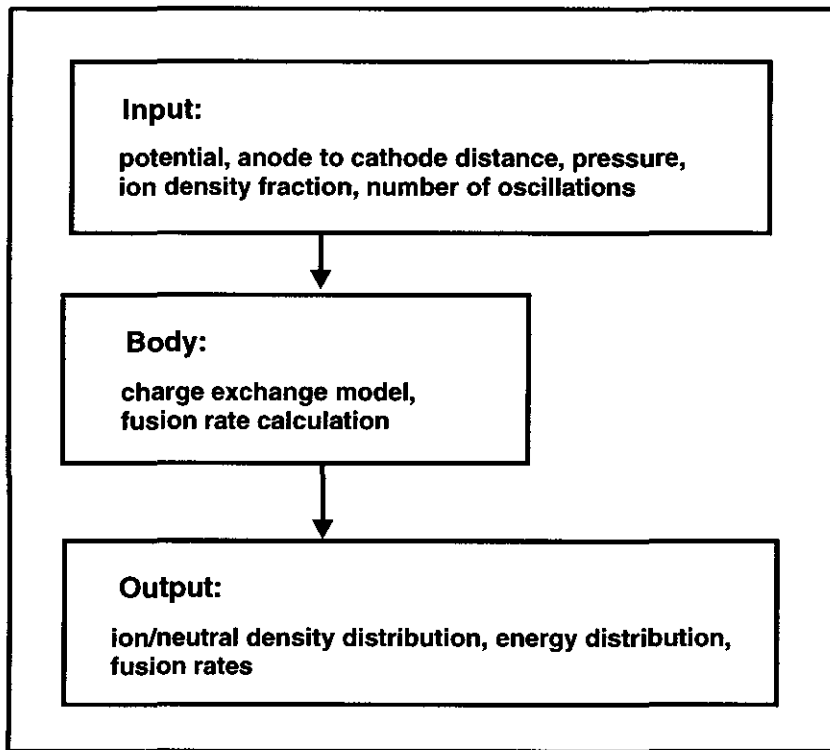 Input:
potential, anode to cathode distance, pressure,
ion density fraction, number of oscillations
Body:
charge exchange model,
fusion rate calculation
Output:
ion/neutral density distribution, energy distribution,
fusion rates